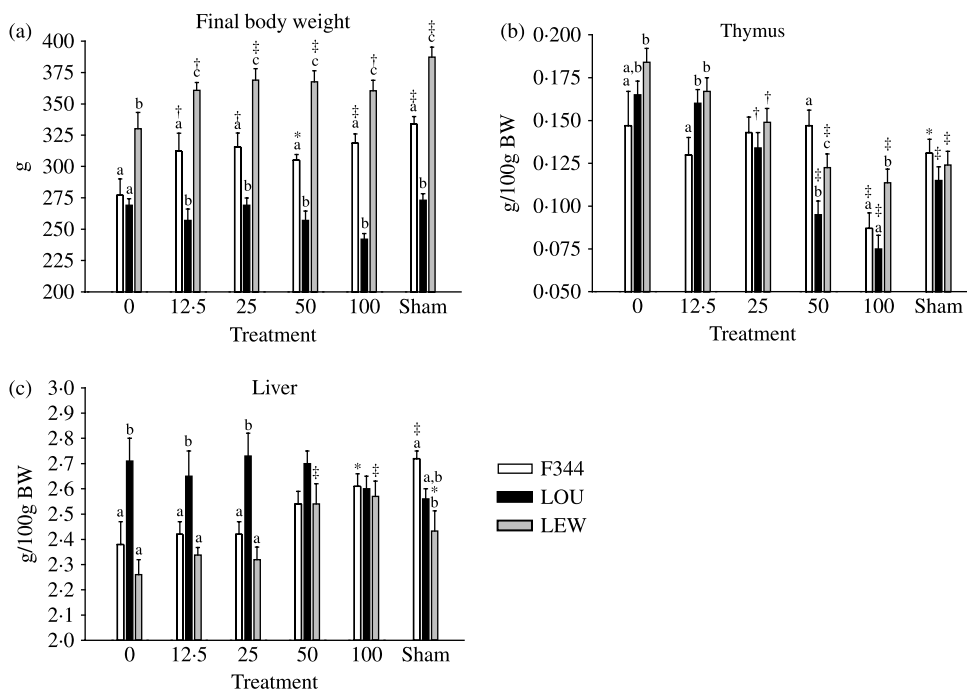 (a) Final body weight
400
375
350
325
300
275
250
225
200
g
a a b
† a b † c
† a b ‡ c
* a b ‡ c
‡ a b † c
‡ a b ‡ c
0 12·5 25 50 100 Sham
Treatment
(b) Thymus
0·200
0·175
0·150
0·125
0·100
0·075
0·050
g/100g BW
a a,b b
a b b
† †
a ‡ b ‡ c
‡ a ‡ a ‡ b
* ‡ ‡
0 12·5 25 50 100 Sham
Treatment
(c) Liver
3·0
2·9
2·8
2·7
2·6
2·5
2·4
2·3
2·2
2·1
2·0
g/100g BW
a b a
a b a
a b a
‡
* ‡
‡ a a,b * b
0 12·5 25 50 100 Sham
Treatment
F344
LOU
LEW